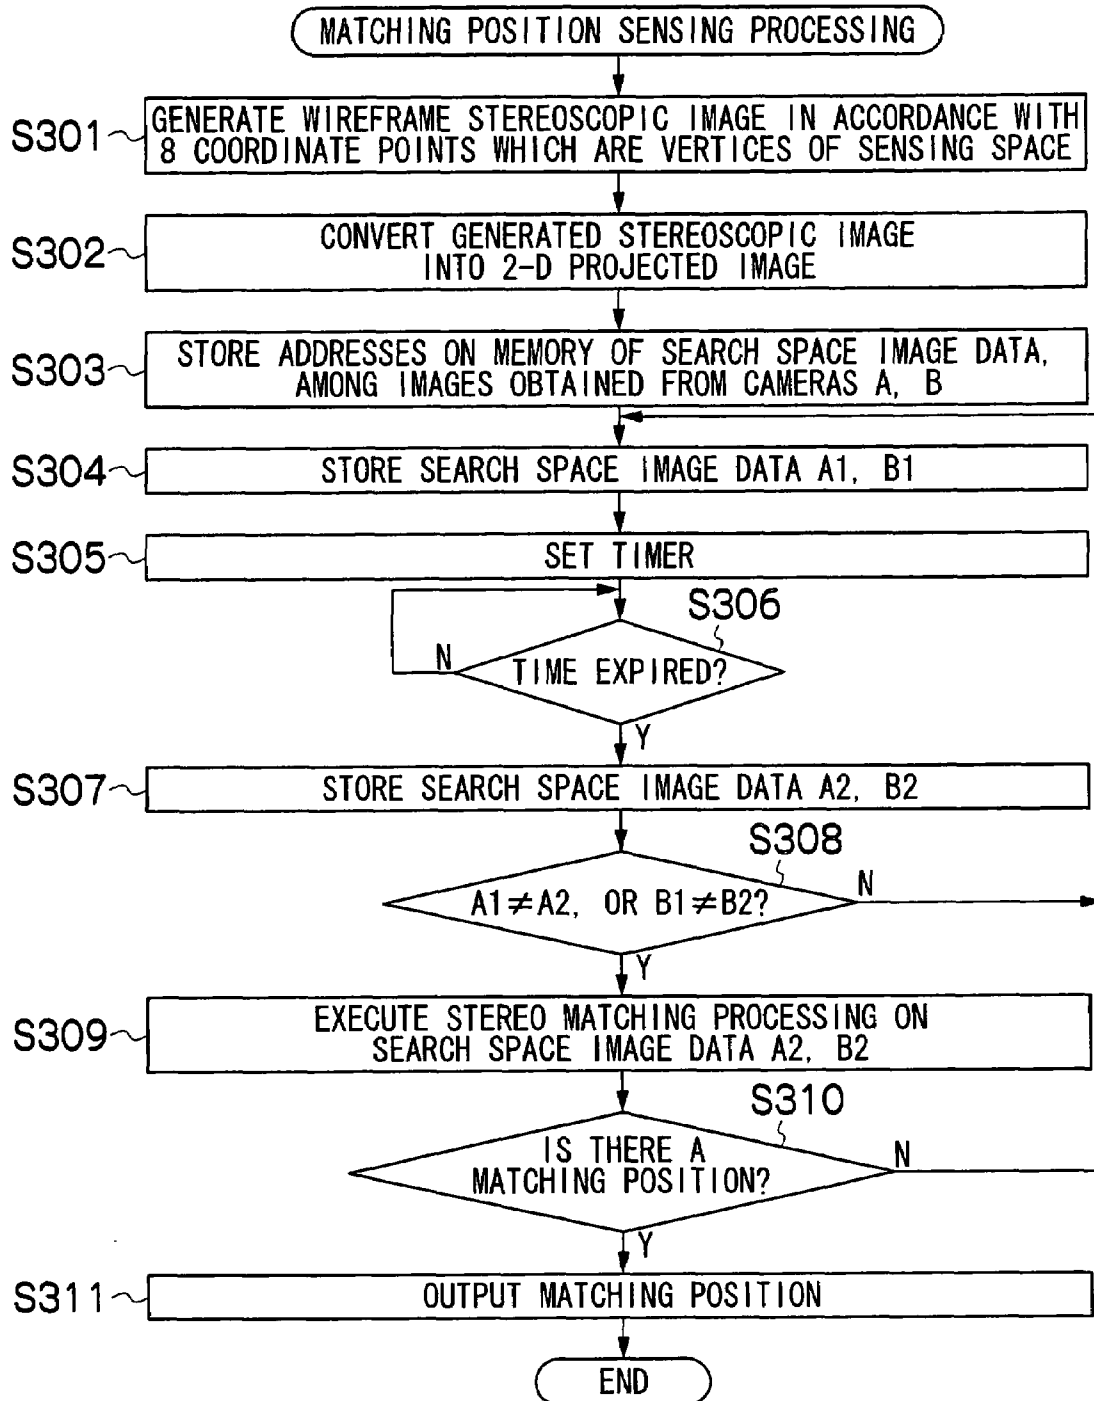 MATCHING POSITION SENSING PROCESSING
S301
GENERATE WIREFRAME STEREOSCOPIC IMAGE IN ACCORDANCE WITH
8 COORDINATE POINTS WHICH ARE VERTICES OF SENSING SPACE
S302
CONVERT GENERATED STEREOSCOPIC IMAGE
INTO 2-D PROJECTED IMAGE
S303
STORE ADDRESSES ON MEMORY OF SEARCH SPACE IMAGE DATA,
AMONG IMAGES OBTAINED FROM CAMERAS A, B
S304
STORE SEARCH SPACE IMAGE DATA A1, B1
S305
SET TIMER
S306
N
TIME EXPIRED?
Y
S307
STORE SEARCH SPACE IMAGE DATA A2, B2
S308
A1≠A2, OR B1≠B2?
N
Y
S309
EXECUTE STEREO MATCHING PROCESSING ON
SEARCH SPACE IMAGE DATA A2, B2
S310
IS THERE A
MATCHING POSITION?
N
Y
S311
OUTPUT MATCHING POSITION
END